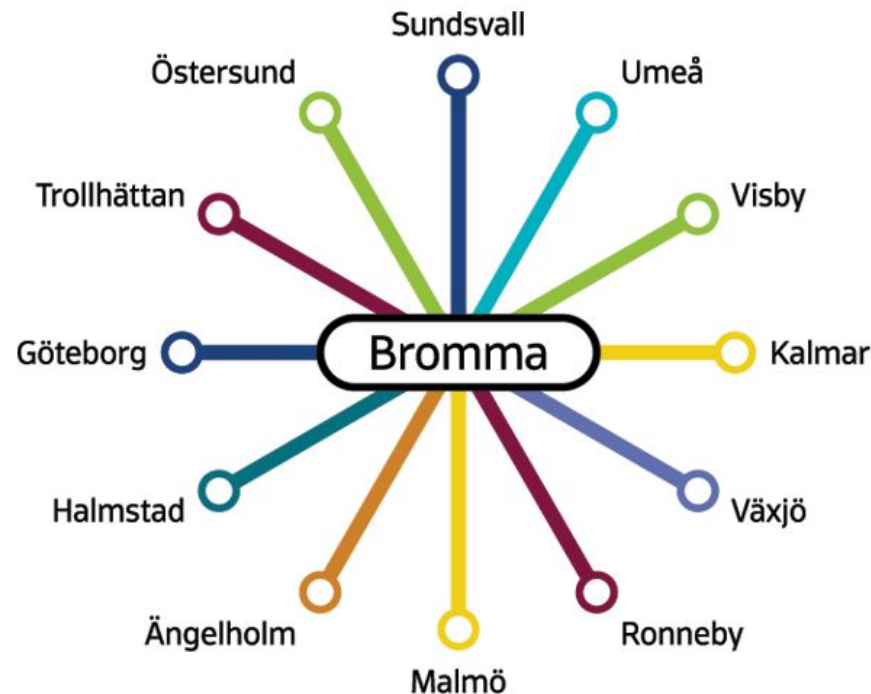 Sundsvall
Östersund
Umeå
Trollhättan
Visby
Göteborg
Bromma
Kalmar
Halmstad
Växjö
Ängelholm
Ronneby
Malmö